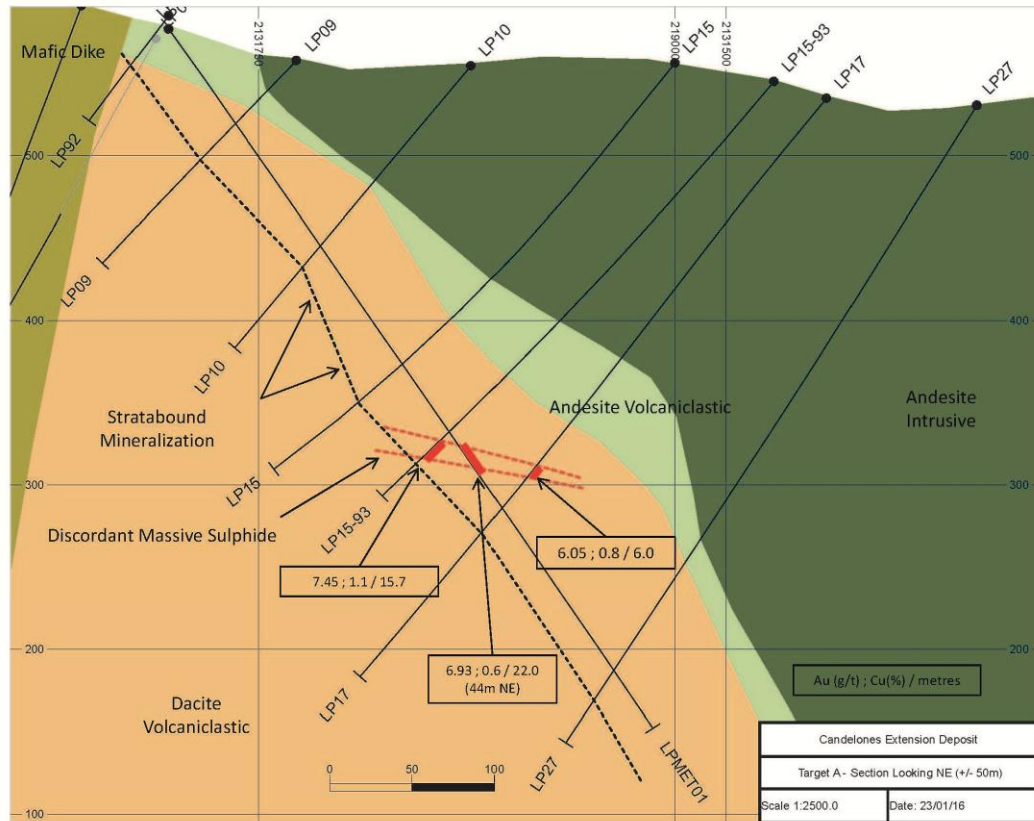 Mafic Dike
LP09
LP10
2131750
2190000
LP15
2131500
LP15-93
LP17
LP27
500
500
LP92
LP09
400
400
LP10
Stratabound
Mineralization
Andesite Volcaniclastic
Andesite
Intrusive
LP15
300
300
LP15-93
Discordant Massive Sulphide
7.45 ; 1.1 / 15.7
6.05 ; 0.8 / 6.0
6.93 ; 0.6 / 22.0
(44m NE)
200
200
LP17
Dacite
Volcaniclastic
LP27
LPMET01
Au (g/t) ; Cu(%) / metres
0
50
100
100
Candelones Extension Deposit
Target A - Section Looking NE (+/- 50m)
Scale 1:2500.0
Date: 23/01/16